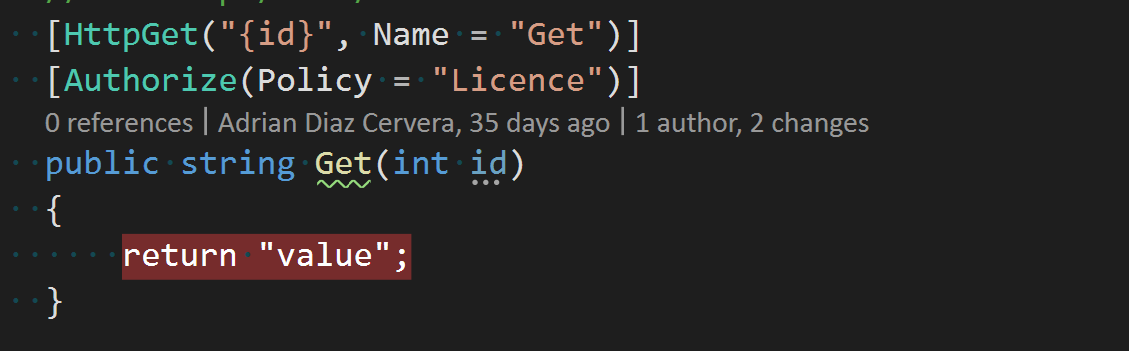 [HttpGet("{id}", Name = "Get")]
[Authorize(Policy = "Licence")]
0 references | Adrian Diaz Cervera, 35 days ago | 1 author, 2 changes
public string Get(int id)
{
return "value";
}